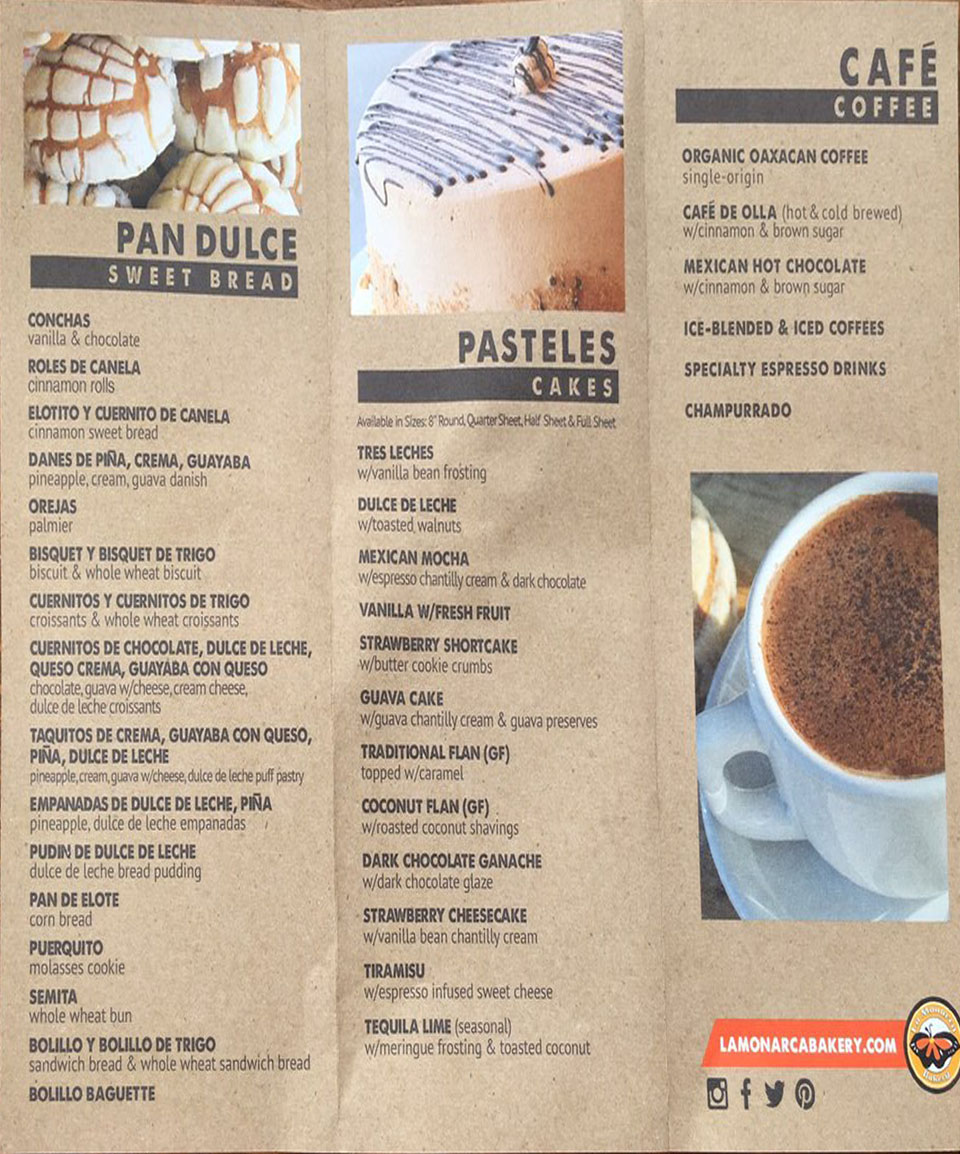 PAN DULCE
SWEET BREAD
CONCHAS
vanilla & chocolate
ROLES DE CANELA
cinnamon rolls
ELOTITO Y CUERNITO DE CANELA
cinnamon sweet bread
DANES DE PIÑA, CREMA, GUAYABA
pineapple, cream, guava danish
OREJAS
palmier
BISQUET Y BISQUET DE TRIGO
biscuit & whole wheat biscuit
CUERNITOS Y CUERNITOS DE TRIGO
croissants & whole wheat croissants
CUERNITOS DE CHOCOLATE, DULCE DE LECHE,
QUESO CREMA, GUAYABA CON QUESO
chocolate, guava w/cheese, cream cheese,
dulce de leche croissants
TAQUITOS DE CREMA, GUAYABA CON QUESO,
PIÑA, DULCE DE LECHE
pineapple, cream, guava w/cheese, dulce de leche puff pastry
EMPANADAS DE DULCE DE LECHE, PIÑA
pineapple, dulce de leche empanadas
PUDIN DE DULCE DE LECHE
dulce de leche bread pudding
PAN DE ELOTE
corn bread
PUERQUITO
molasses cookie
SEMITA
whole wheat bun
BOLILLO Y BOLILLO DE TRIGO
sandwich bread & whole wheat sandwich bread
BOLILLO BAGUETTE
PASTELES
CAKES
Available in Sizes: 8" Round, Quarter Sheet, Half Sheet & Full Sheet
TRES LECHES
w/vanilla bean frosting
DULCE DE LECHE
w/toasted walnuts
MEXICAN MOCHA
w/espresso chantilly cream & dark chocolate
VANILLA W/FRESH FRUIT
STRAWBERRY SHORTCAKE
w/butter cookie crumbs
GUAVA CAKE
w/guava chantilly cream & guava preserves
TRADITIONAL FLAN (GF)
topped w/caramel
COCONUT FLAN (GF)
w/roasted coconut shavings
DARK CHOCOLATE GANACHE
w/dark chocolate glaze
STRAWBERRY CHEESECAKE
w/vanilla bean chantilly cream
TIRAMISU
w/espresso infused sweet cheese
TEQUILA LIME (seasonal)
w/meringue frosting & toasted coconut
CAFÉ
COFFEE
ORGANIC OAXACAN COFFEE
single-origin
CAFÉ DE OLLA (hot & cold brewed)
w/cinnamon & brown sugar
MEXICAN HOT CHOCOLATE
w/cinnamon & brown sugar
ICE-BLENDED & ICED COFFEES
SPECIALTY ESPRESSO DRINKS
CHAMPURRADO
LAMONARCABAKERY.COM
La Monarca
Bakery